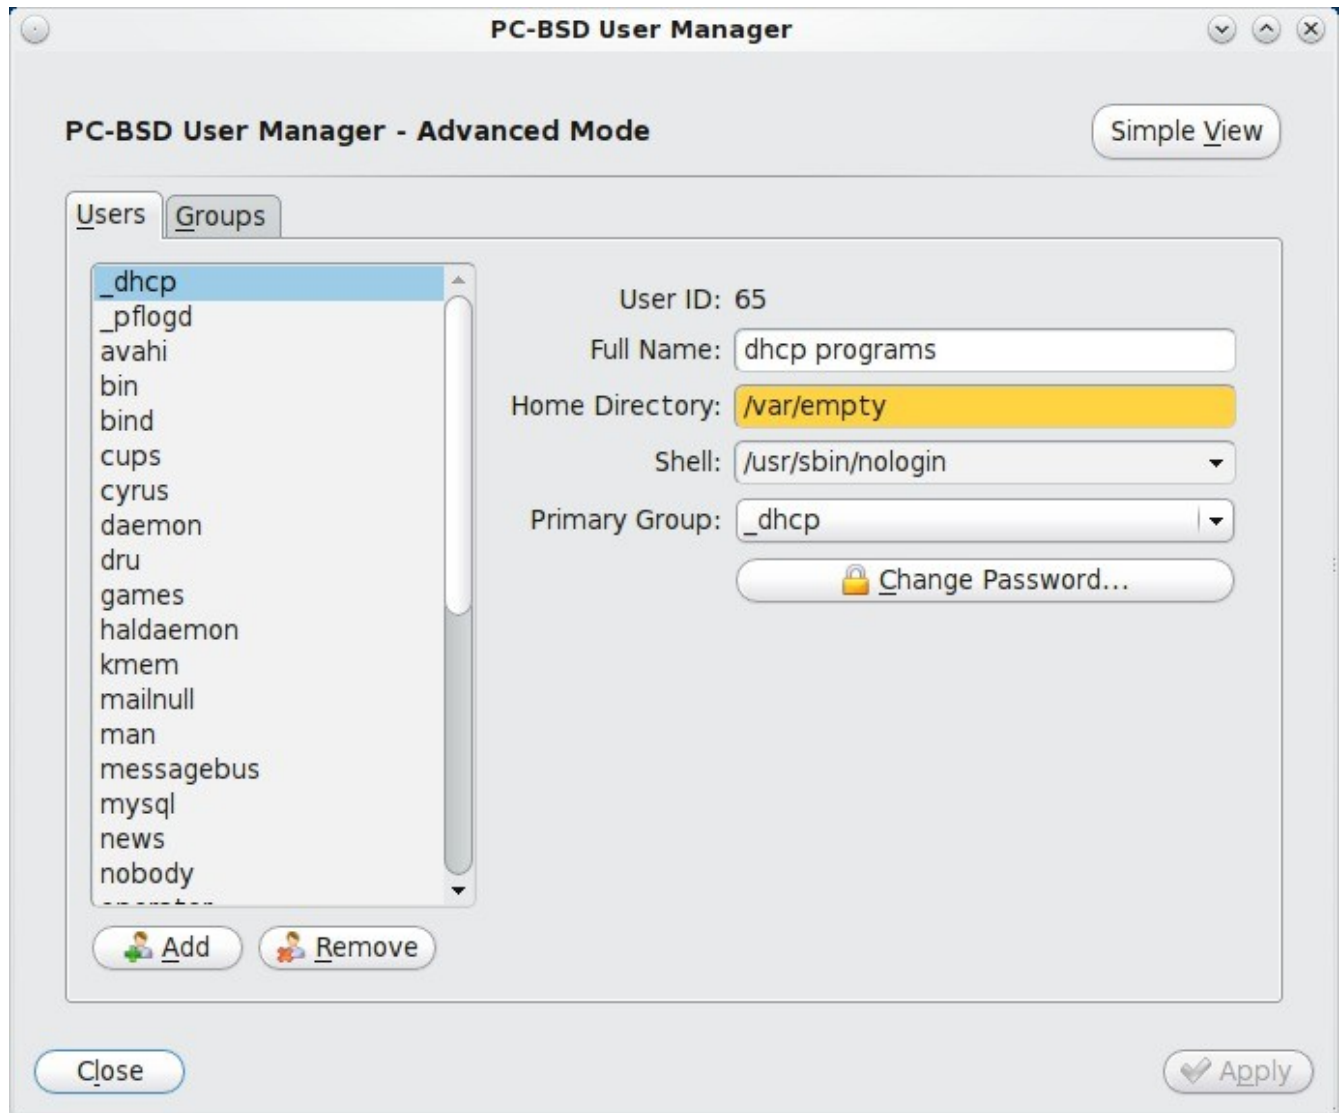 PC-BSD User Manager
PC-BSD User Manager - Advanced Mode
Simple View
Users
Groups
_dhcp
_pflogd
avahi
bin
bind
cups
cyrus
daemon
dru
games
haldaemon
kmem
mailnull
man
messagebus
mysql
news
nobody
User ID: 65
Full Name: dhcp programs
Home Directory: /var/empty
Shell: /usr/sbin/nologin
Primary Group: _dhcp
Change Password...
Add
Remove
Close
Apply